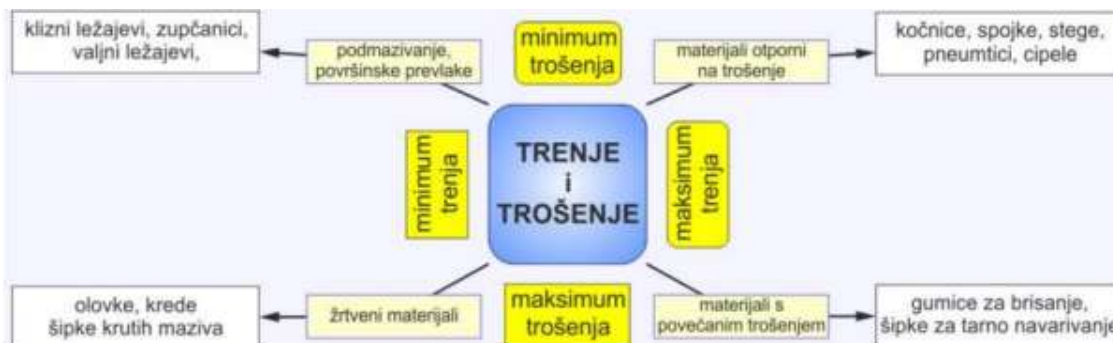 klizni ležajevi, zupčanici,
valjni ležajevi,
podmazivanje,
površinske prevlake
minimum
trošenja
materijali otporni
na trošenje
kočnice, spojke, stege,
pneumtici, cipele
minimum
trenja
TRENJE
i
TROŠENJE
maksimum
trenja
olovke, krede
šipke krutih maziva
žrtveni materijali
maksimum
trošenja
materijali s
povečanim trošenjem
gumice za brisanje,
šipke za tarno navarivanje